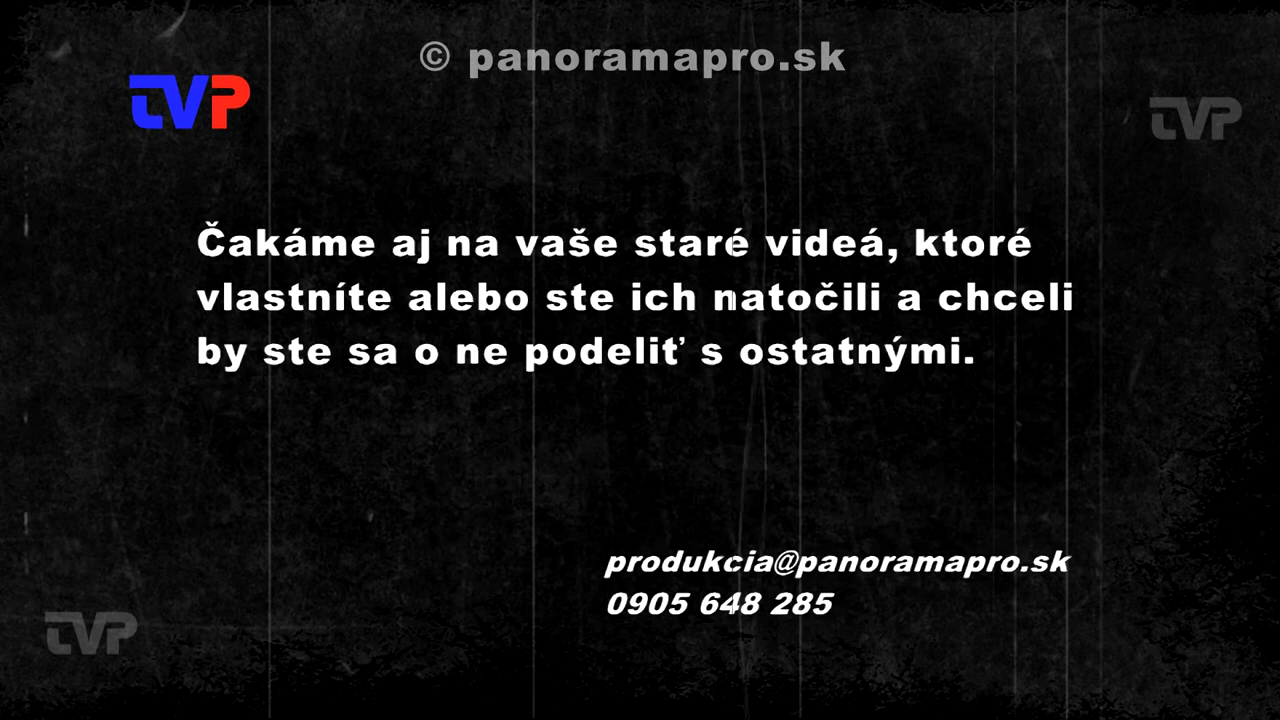 © panoramapro.sk
TVP
TVP
Čakáme aj na vaše staré videá, ktoré
vlastníte alebo ste ich natočili a chceli
by ste sa o ne podeliť s ostatnými.
produkcia@panoramapro.sk
0905 648 285
TVP